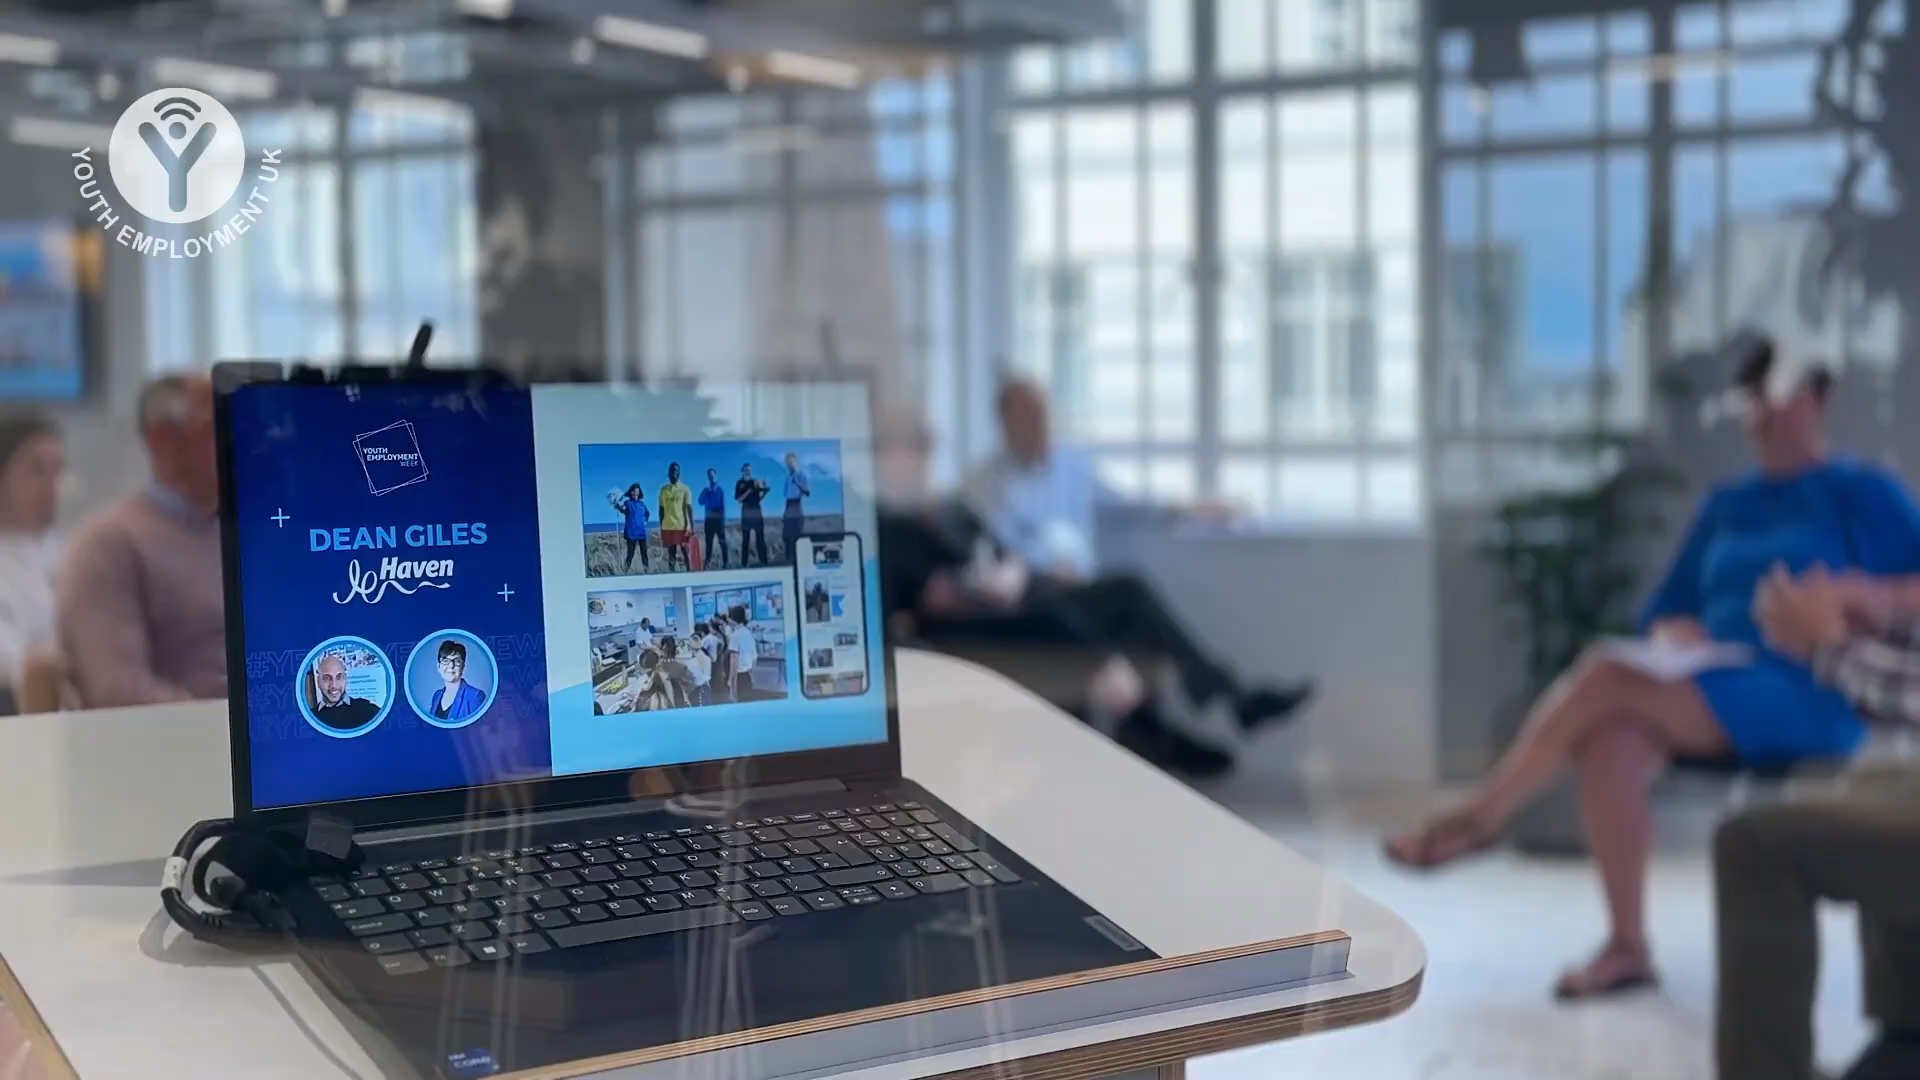 YOUTH EMPLOYMENT UK
YOUTH
EMPLOYMENT
WEEK
DEAN GILES
Haven